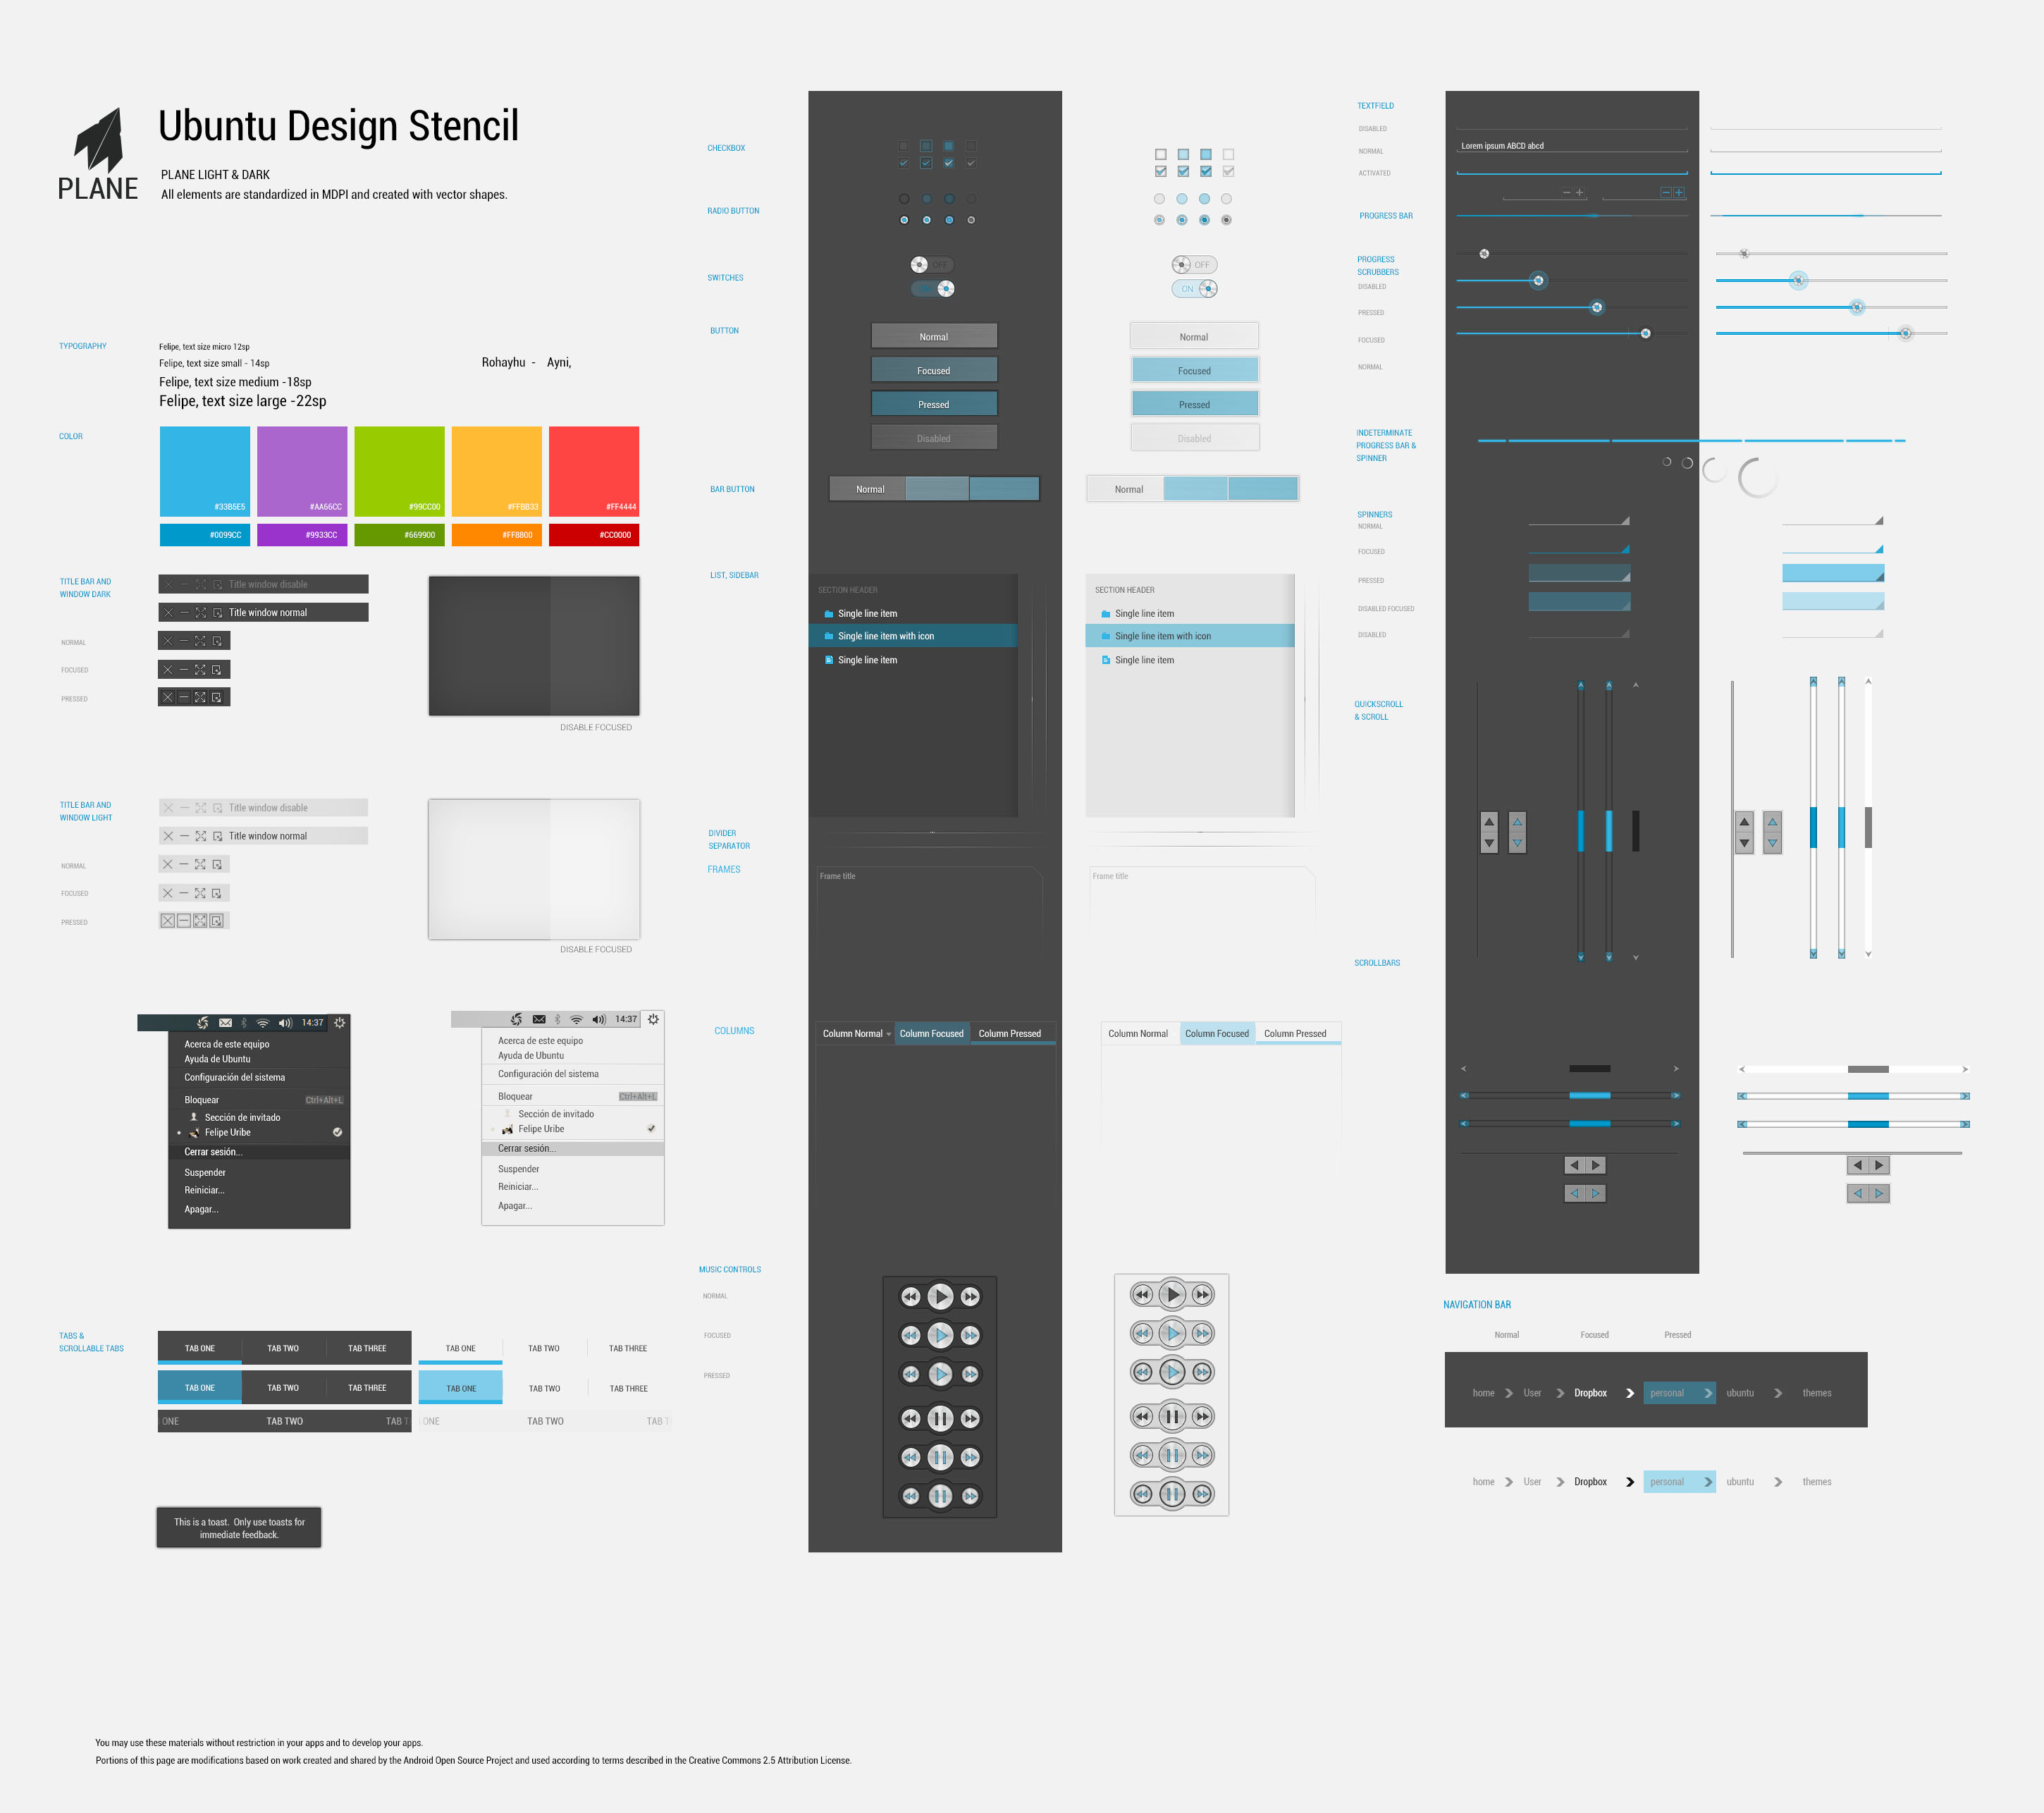 PLANE
Ubuntu Design Stencil
PLANE LIGHT & DARK
All elements are standardized in MDPI and created with vector shapes.
TYPOGRAPHY
Felipe, text size micro 12sp
Felipe, text size small - 14sp
Felipe, text size medium -18sp
Felipe, text size large -22sp
Rohayhu - Ayni,
COLOR
#33B5E5
#AA66CC
#99CC00
#FFBB33
#FF4444
#0099CC
#9933CC
#669900
#FF8800
#CC0000
TITLE BAR AND
WINDOW DARK
Title window disable
Title window normal
NORMAL
FOCUSED
PRESSED
DISABLE FOCUSED
TITLE BAR AND
WINDOW LIGHT
Title window disable
Title window normal
NORMAL
FOCUSED
PRESSED
DISABLE FOCUSED
14:37
Acerca de este equipo
Ayuda de Ubuntu
Configuración del sistema
Bloquear Ctrl+Alt+L
Sección de invitado
Felipe Uribe
Cerrar sesión...
Suspender
Reiniciar...
Apagar...
14:37
Acerca de este equipo
Ayuda de Ubuntu
Configuración del sistema
Bloquear Ctrl+Alt+L
Sección de invitado
Felipe Uribe
Cerrar sesión...
Suspender
Reiniciar...
Apagar...
TABS &
SCROLLABLE TABS
TAB ONE TAB TWO TAB THREE
TAB ONE TAB TWO TAB THREE
TAB ONE TAB TWO TAB THREE
TAB ONE TAB TWO TAB THREE
ONE TAB TWO TAB T
ONE TAB TWO TAB T
This is a toast. Only use toasts for
immediate feedback.
CHECKBOX
RADIO BUTTON
SWITCHES
OFF
OFF
ON
BUTTON
Normal
Focused
Pressed
Disabled
Normal
Focused
Pressed
Disabled
BAR BUTTON
Normal
Normal
LIST, SIDEBAR
SECTION HEADER
Single line item
Single line item with icon
Single line item
SECTION HEADER
Single line item
Single line item with icon
Single line item
DIVIDER
SEPARATOR
FRAMES
Frame title
Frame title
COLUMNS
Column Normal Column Focused Column Pressed
Column Normal Column Focused Column Pressed
MUSIC CONTROLS
NORMAL
FOCUSED
PRESSED
TEXTFIELD
DISABLED
NORMAL
ACTIVATED
Lorem ipsum ABCD abcd
PROGRESS BAR
PROGRESS
SCRUBBERS
DISABLED
PRESSED
FOCUSED
NORMAL
INDETERMINATE
PROGRESS BAR &
SPINNER
SPINNERS
NORMAL
FOCUSED
PRESSED
DISABLED FOCUSED
DISABLED
QUICKSCROLL
& SCROLL
SCROLLBARS
NAVIGATION BAR
Normal Focused Pressed
home User Dropbox personal ubuntu themes
home User Dropbox personal ubuntu themes
You may use these materials without restriction in your apps and to develop your apps.
Portions of this page are modifications based on work created and shared by the Android Open Source Project and used according to terms described in the Creative Commons 2.5 Attribution License.